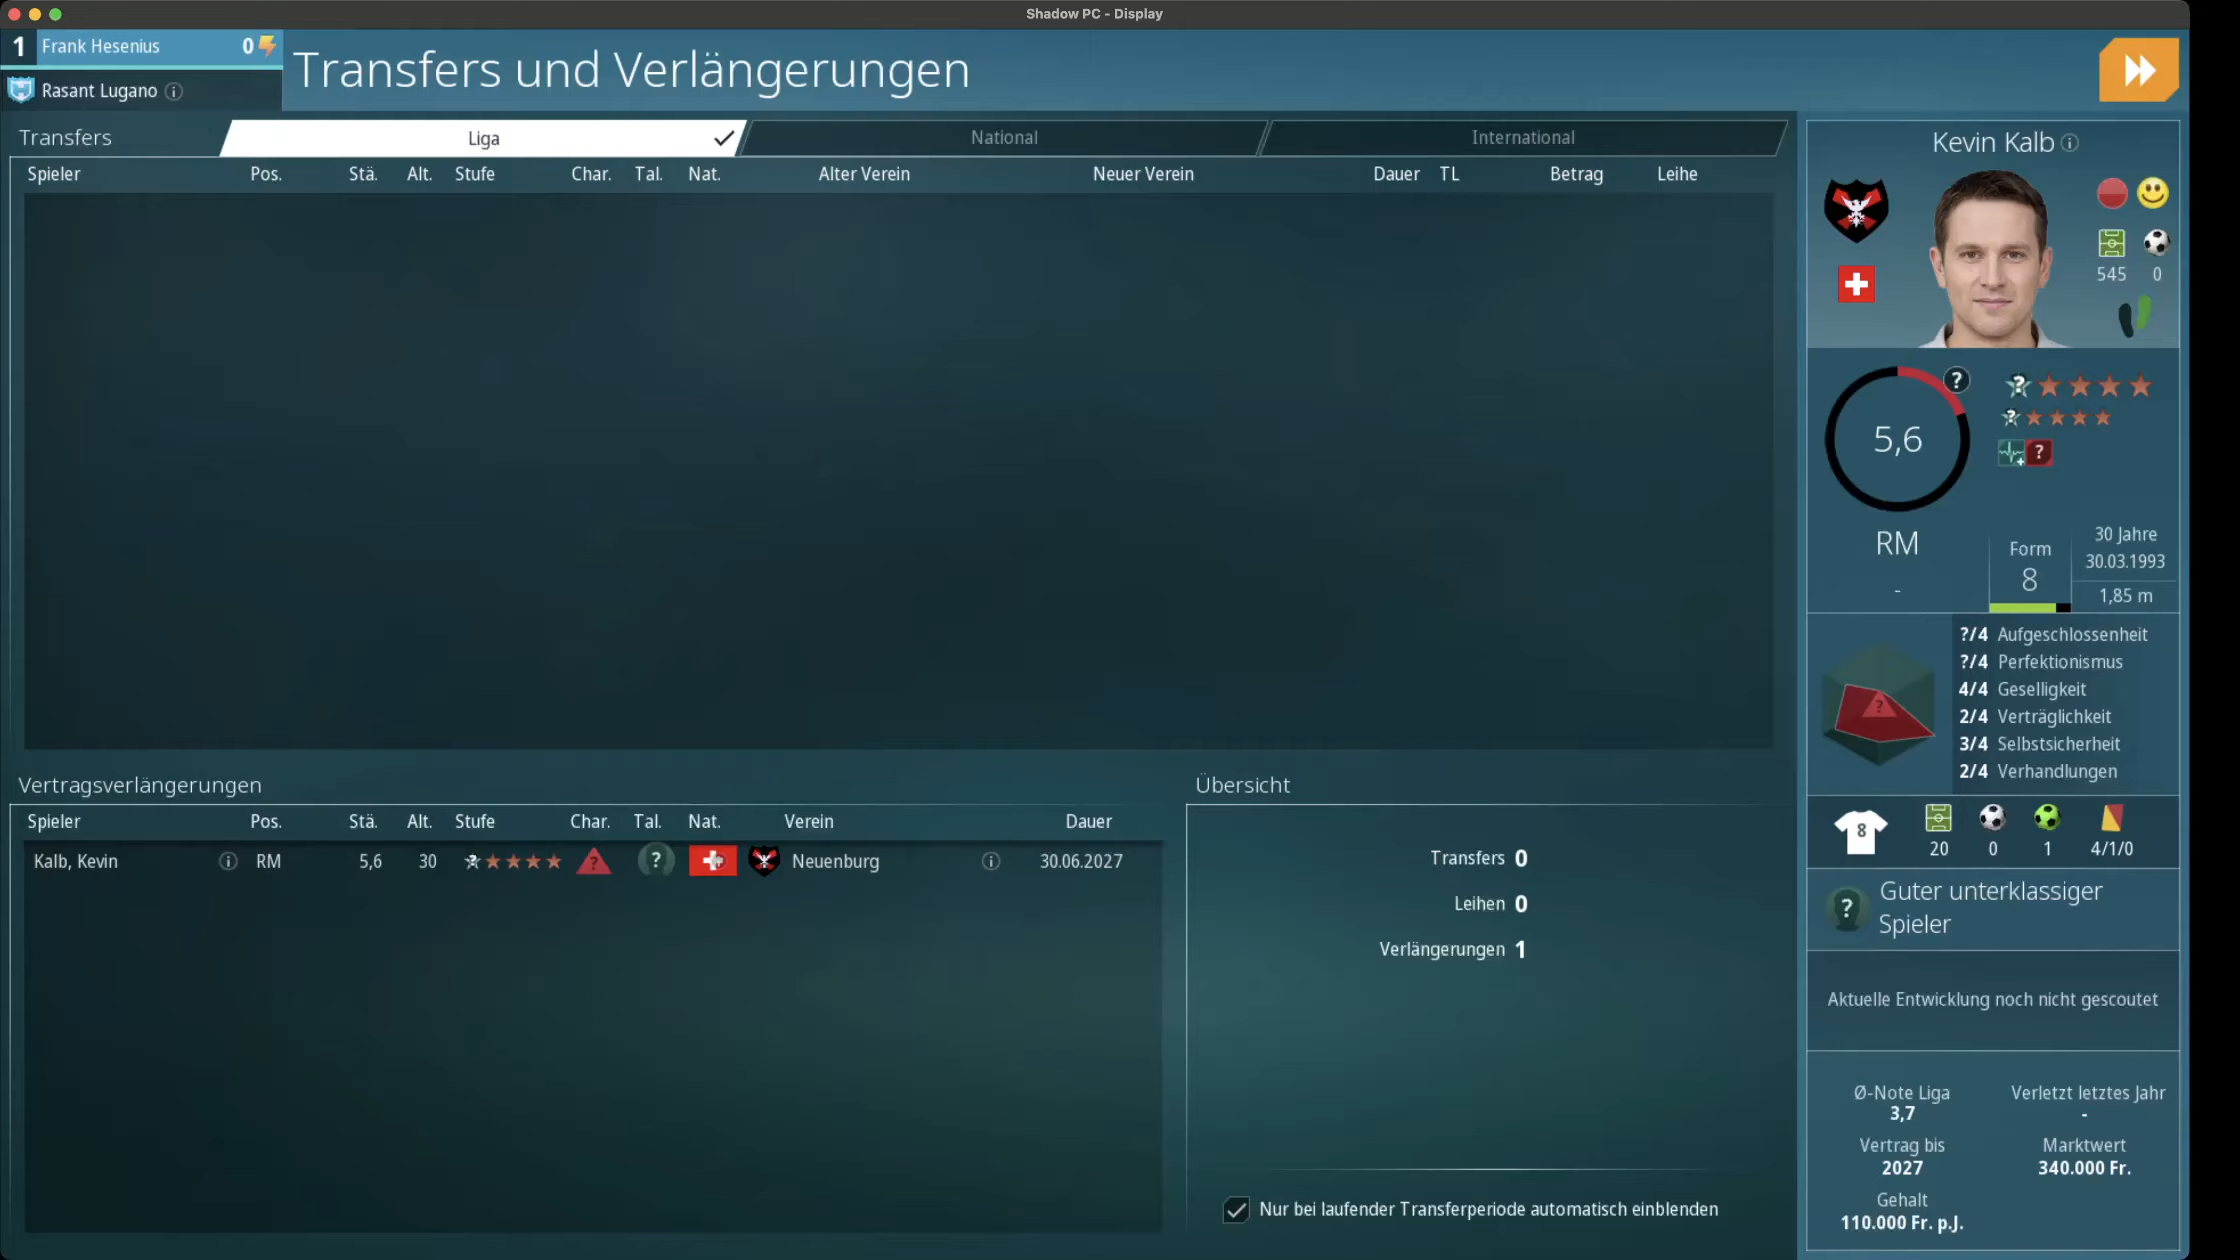 Shadow PC - Display
1 Frank Hesenius 0
Rasant Lugano
Transfers und Verlängerungen
Transfers Liga National International
Spieler Pos. Stä. Alt. Stufe Char. Tal. Nat. Alter Verein Neuer Verein Dauer TL Betrag Leihe
Vertragsverlängerungen
Spieler Pos. Stä. Alt. Stufe Char. Tal. Nat. Verein Dauer
Kalb, Kevin RM 5,6 30 ? ? ? Neuenburg 30.06.2027
Übersicht
Transfers 0
Leihen 0
Verlängerungen 1
Nur bei laufender Transferperiode automatisch einblenden
Kevin Kalb
545 0
?
?
?
?
5,6
RM
-
Form
8
30 Jahre
30.03.1993
1,85 m
?
?/4 Aufgeschlossenheit
?/4 Perfektionismus
4/4 Geselligkeit
2/4 Verträglichkeit
3/4 Selbstsicherheit
2/4 Verhandlungen
8
20 0 1 4/1/0
?
Guter unterklassiger
Spieler
Aktuelle Entwicklung noch nicht gescoutet
Ø-Note Liga
3,7
Verletzt letztes Jahr
-
Vertrag bis
2027
Marktwert
340.000 Fr.
Gehalt
110.000 Fr. p.J.